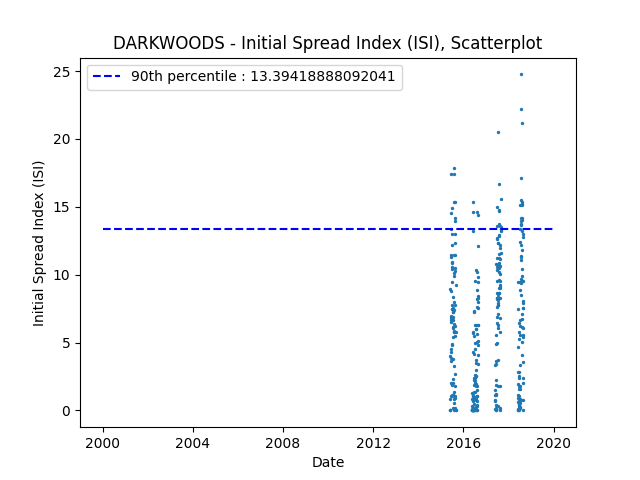 DARKWOODS - Initial Spread Index (ISI), Scatterplot
90th percentile : 13.39418888092041
Initial Spread Index (ISI)
25
20
15
10
5
0
2000 2004 2008 2012 2016 2020
Date